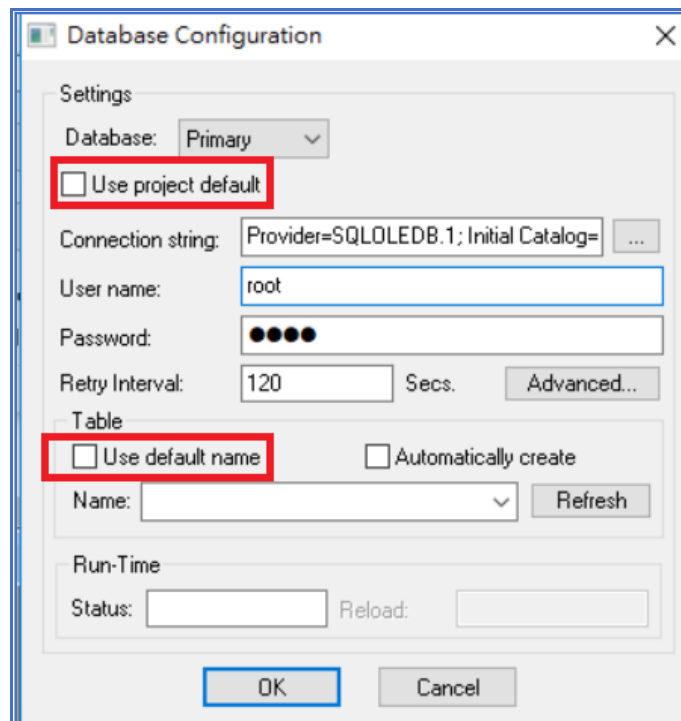 Database Configuration
Settings
Database: Primary
Use project default
Connection string: Provider=SQLOLEDB.1; Initial Catalog= ...
User name: root
Password: ●●●●
Retry Interval: 120 Secs. Advanced...
Table
Use default name Automatically create
Name: Refresh
Run-Time
Status: Reload:
OK Cancel